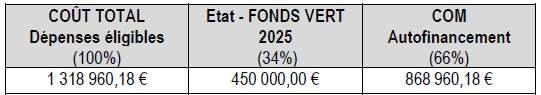 COÛT TOTAL
Dépenses éligibles
(100%)
Etat - FONDS VERT
2025
(34%)
COM
Autofinancement
(66%)
1 318 960,18 €
450 000,00 €
868 960,18 €